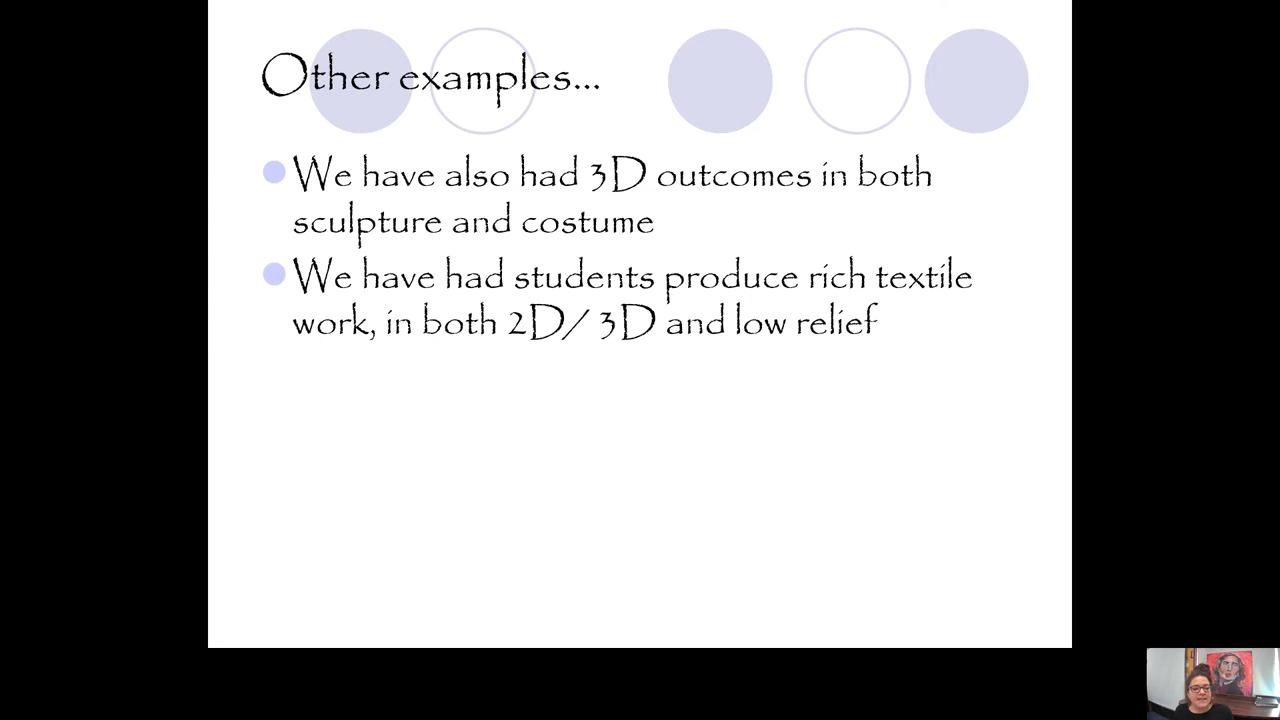 Other examples...
We have also had 3D outcomes in both
sculpture and costume
We have had students produce rich textile
work, in both 2D/ 3D and low relief